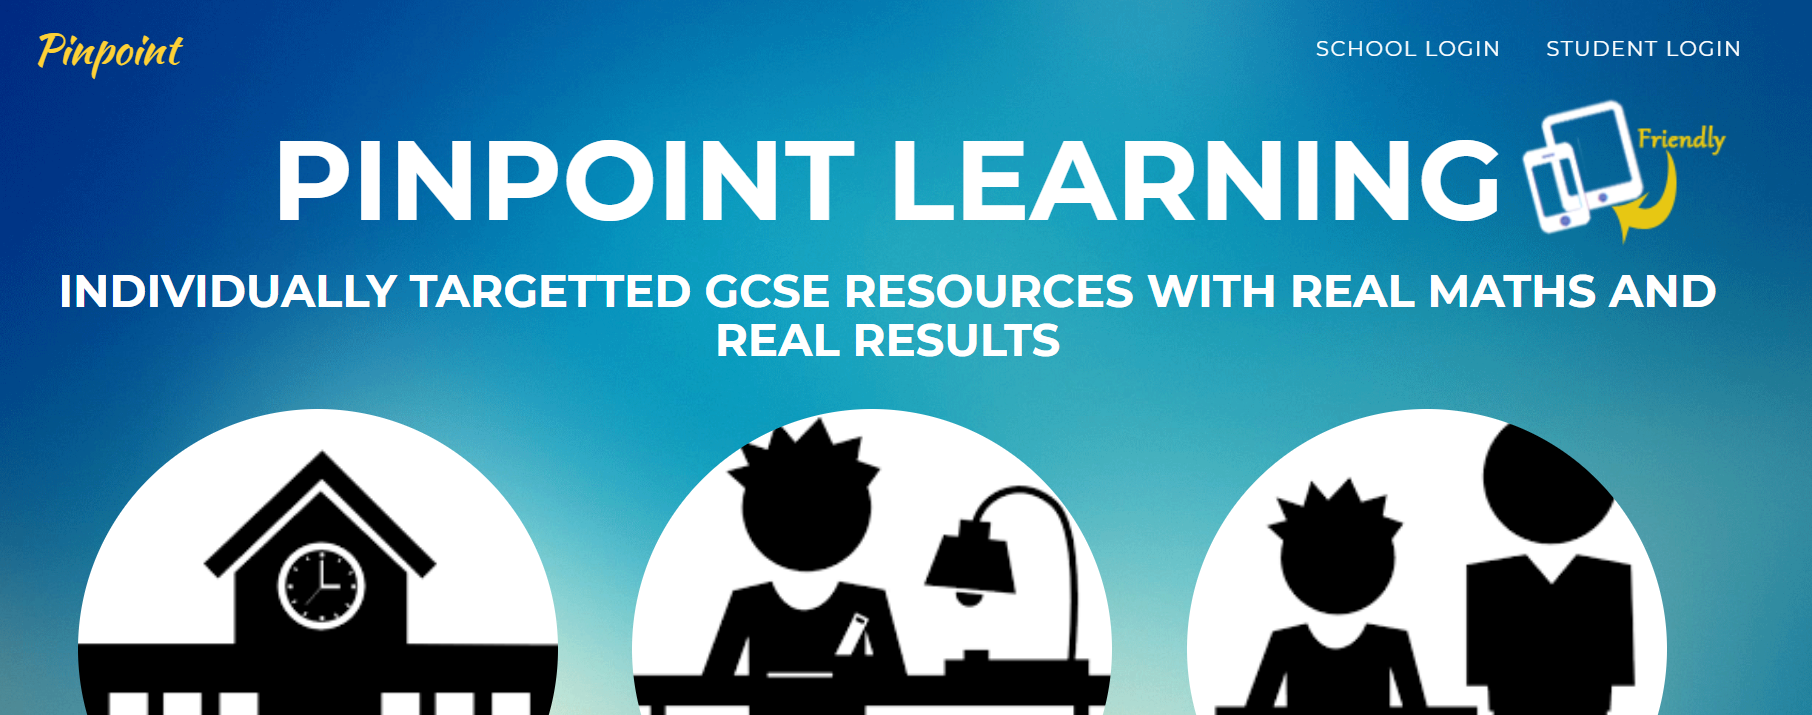 Pinpoint
SCHOOL LOGIN
STUDENT LOGIN
PINPOINT LEARNING
Friendly
INDIVIDUALLY TARGETTED GCSE RESOURCES WITH REAL MATHS AND
REAL RESULTS